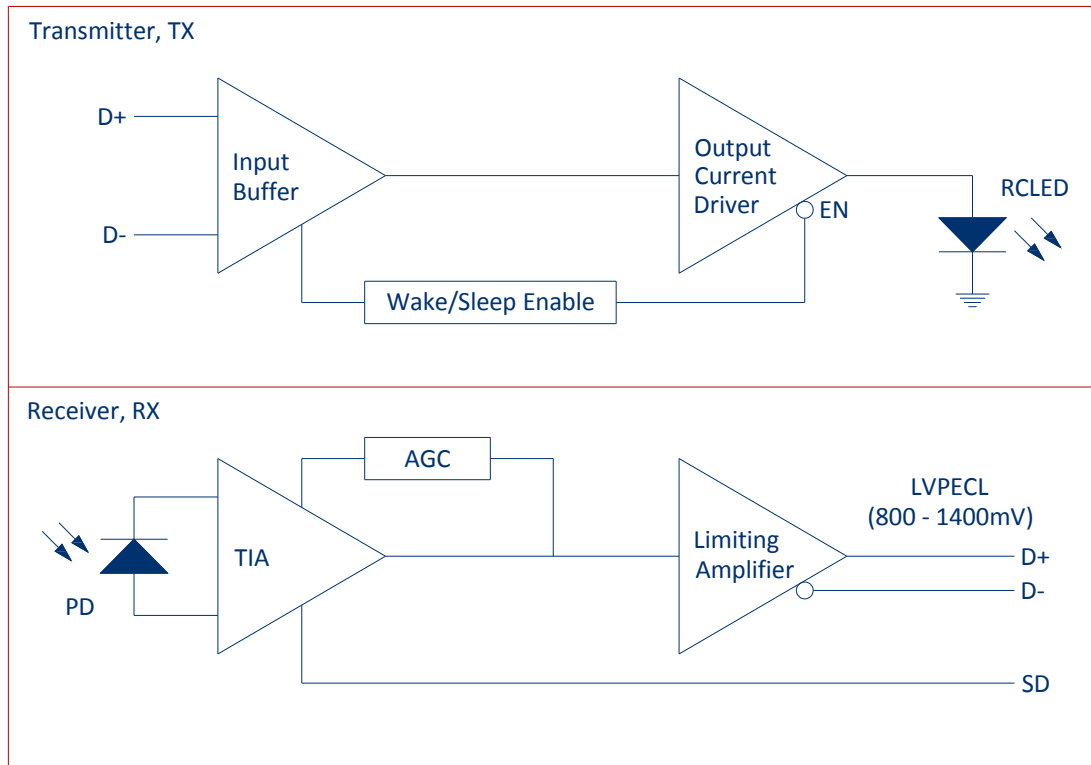 Transmitter, TX
D+
D-
Input
Buffer
Output
Current
Driver
EN
RCLED
Wake/Sleep Enable
Receiver, RX
AGC
PD
TIA
Limiting
Amplifier
LVPECL
(800 - 1400mV)
D+
D-
SD